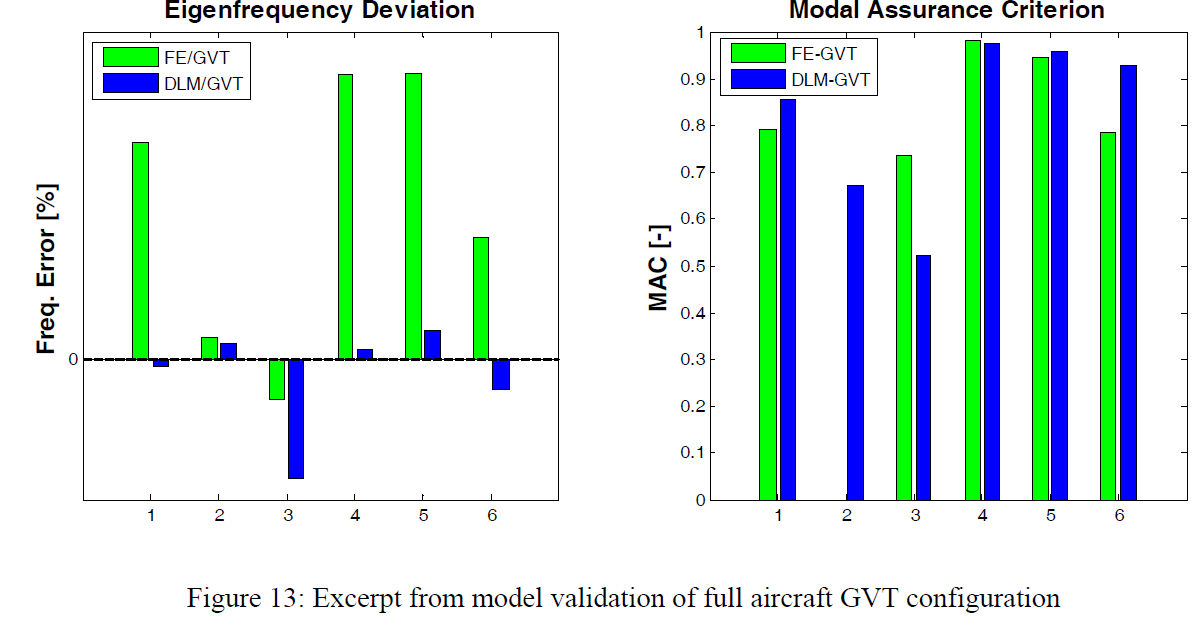 Eigenfrequency Deviation
FE/GVT
DLM/GVT
Freq. Error [%]
0
1 2 3 4 5 6
Modal Assurance Criterion
FE-GVT
DLM-GVT
MAC [-]
1
0.9
0.8
0.7
0.6
0.5
0.4
0.3
0.2
0.1
0
1 2 3 4 5 6
Figure 13: Excerpt from model validation of full aircraft GVT configuration